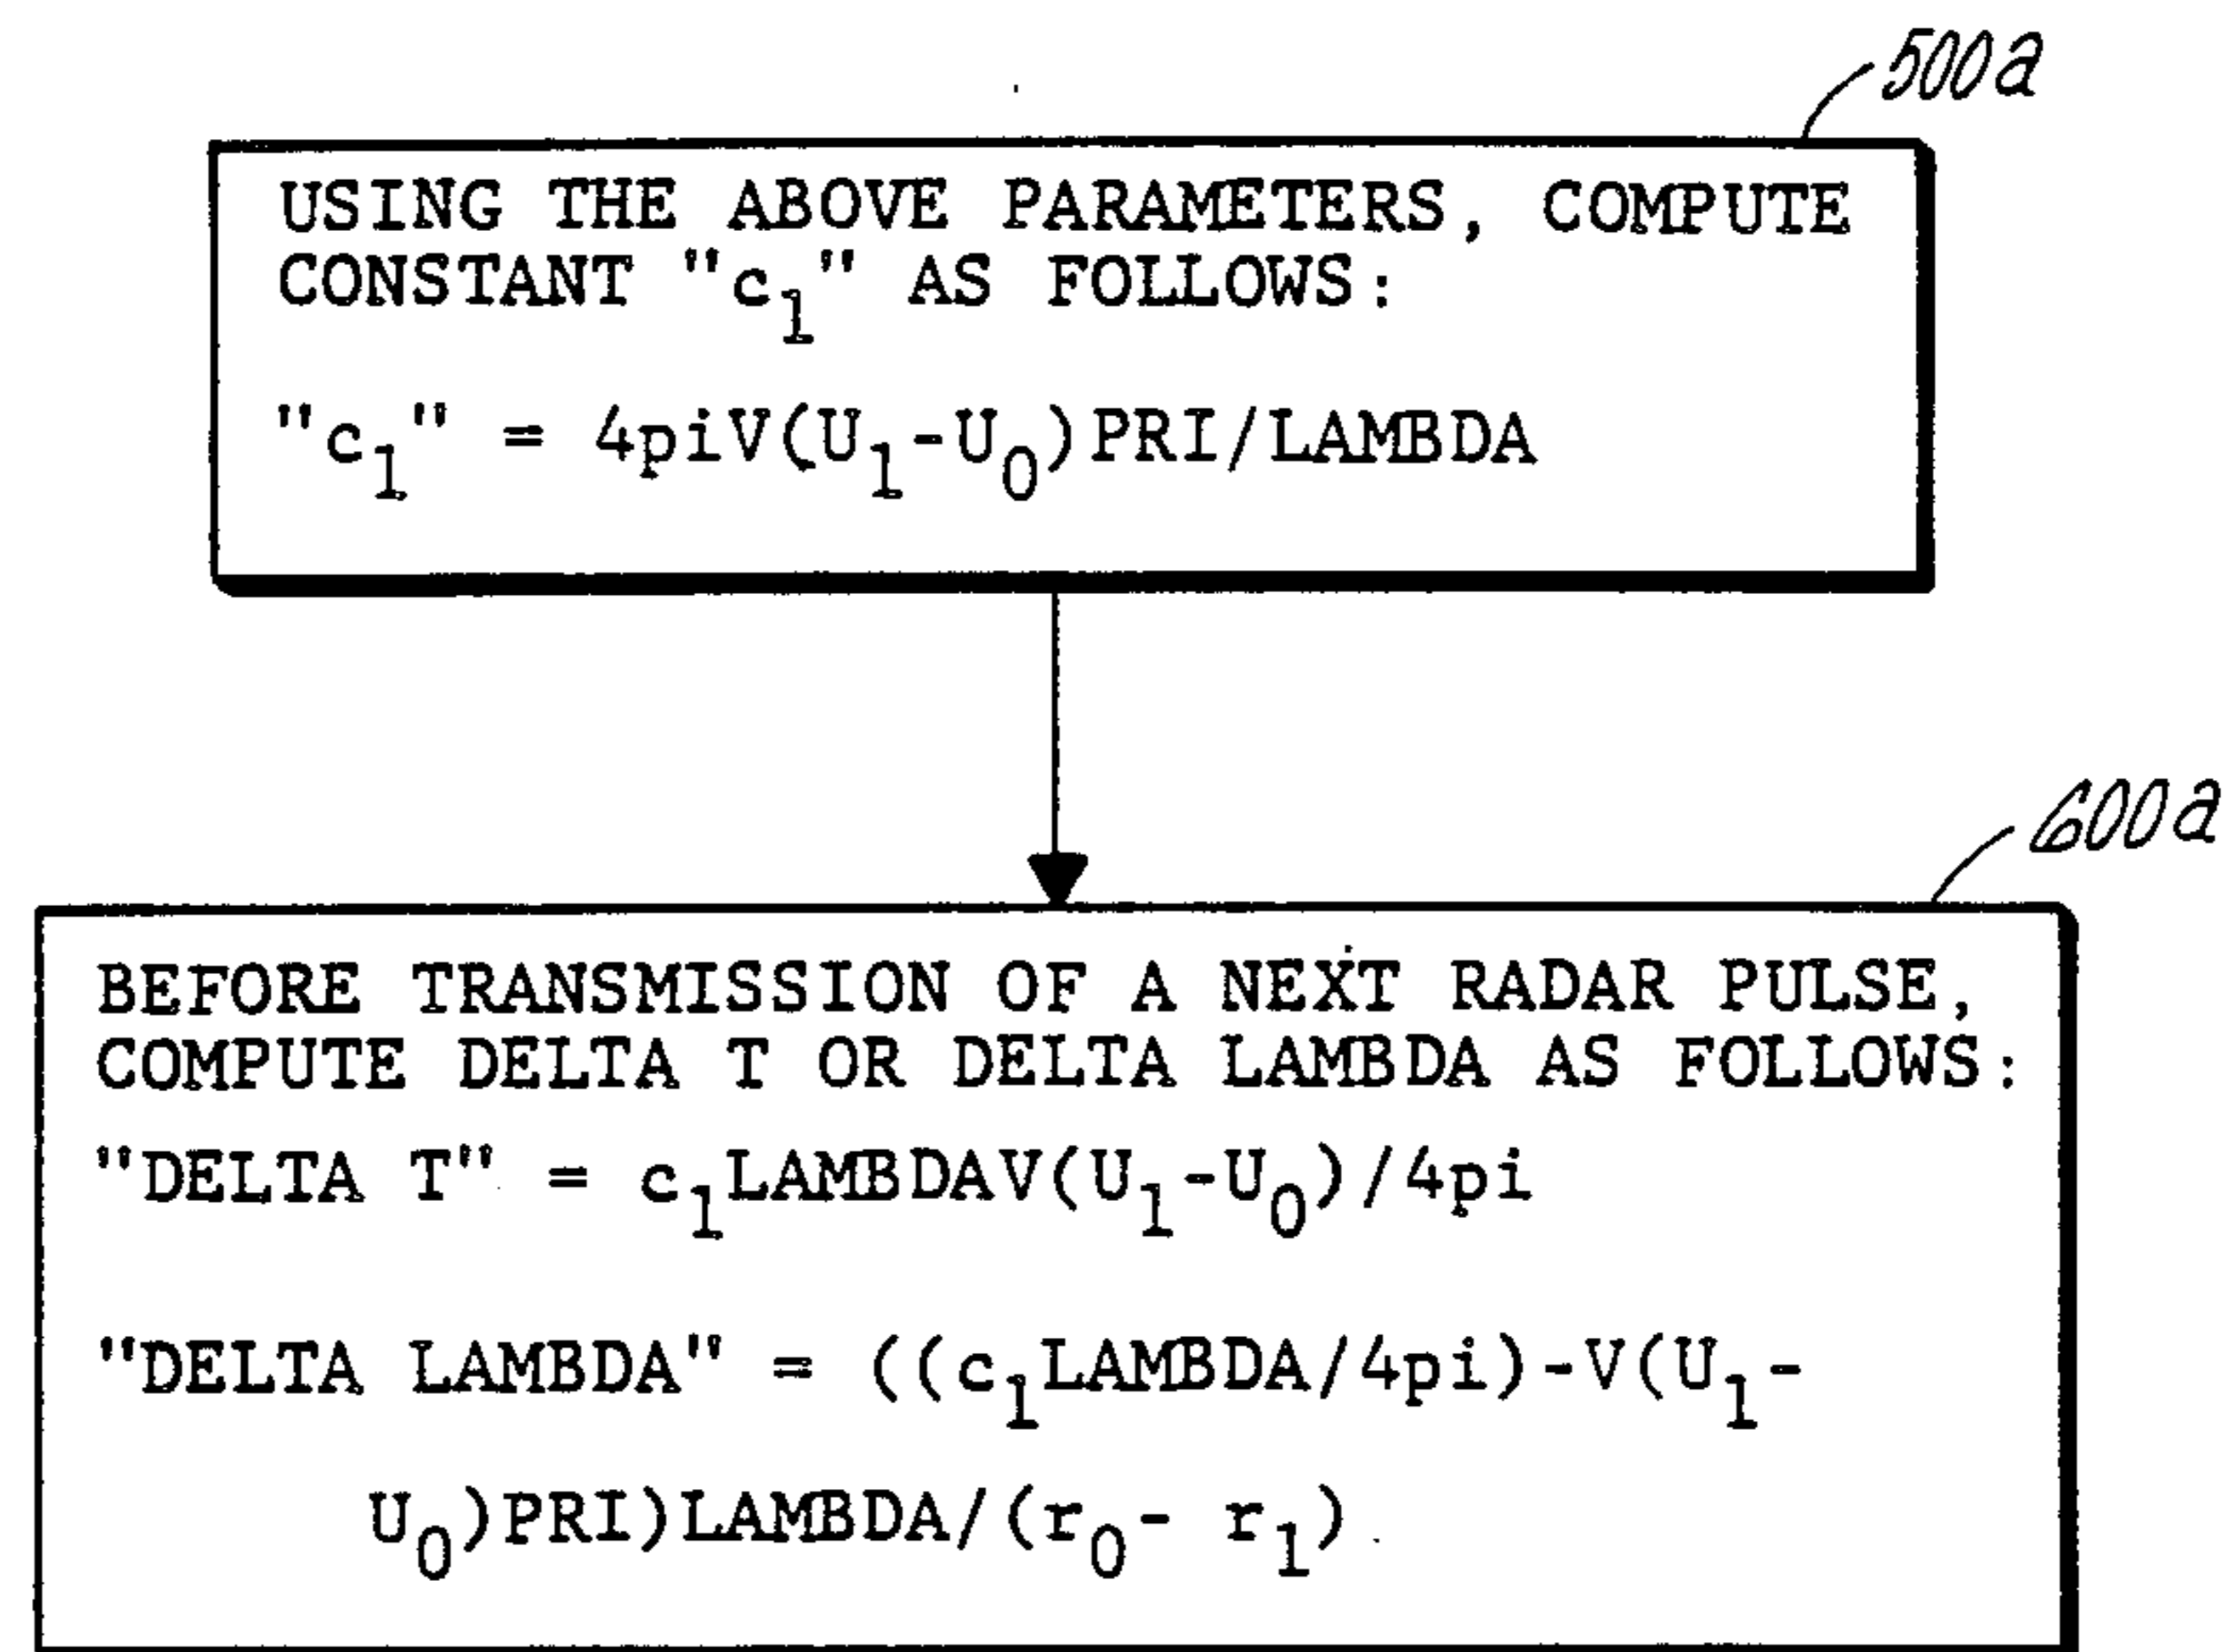 500a
USING THE ABOVE PARAMETERS, COMPUTE
CONSTANT "c₁" AS FOLLOWS:
"c₁" = 4piV(U₁-U₀)PRI/LAMBDA
600a
BEFORE TRANSMISSION OF A NEXT RADAR PULSE,
COMPUTE DELTA T OR DELTA LAMBDA AS FOLLOWS:
"DELTA T" = c₁LAMBDAV(U₁-U₀)/4pi
"DELTA LAMBDA" = ((c₁LAMBDA/4pi)-V(U₁-
U₀)PRI)LAMBDA/(r₀- r₁)